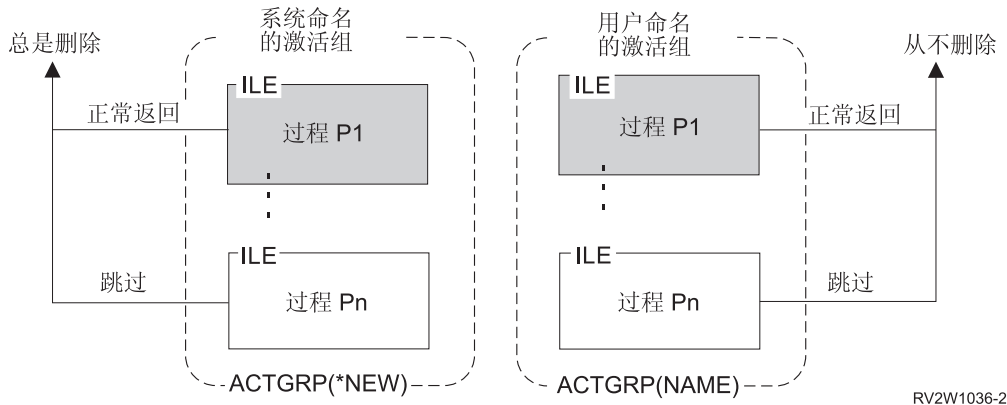 系统命名
的激活组
用户命名
的激活组
总是删除
从不删除
ILE
ILE
正常返回
过程 P1
过程 P1
正常返回
ILE
ILE
跳过
过程 Pn
过程 Pn
跳过
ACTGRP(*NEW)
ACTGRP(NAME)
RV2W1036-2